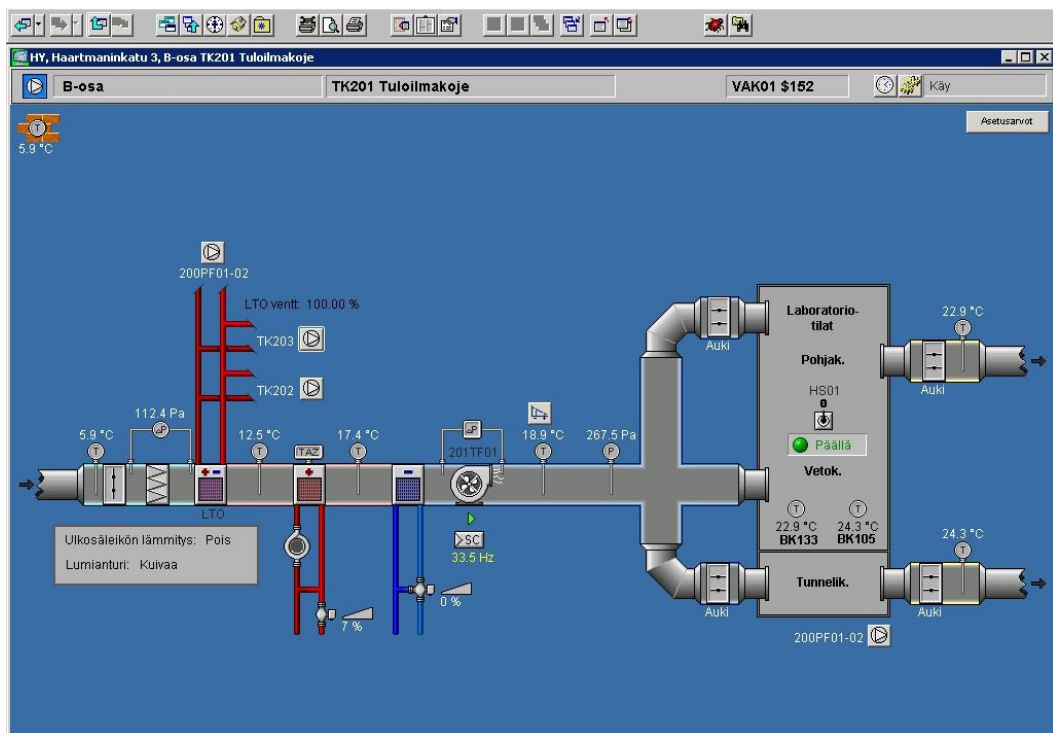 HY, Haartmaninkatu 3, B-osa TK201 Tuloilmakoje
B-osa
TK201 Tuloilmakoje
VAK01 $152
Käy
Asetusarvot
T
5.9 °C
200PF01-02
LTO ventt: 100.00 %
TK203
TK202
112.4 Pa
5.9 °C
12.5 °C
TAZ
17.4 °C
201TF01
18.9 °C
267.5 Pa
LTO
SC
33.5 Hz
0 %
7 %
Ulkosäleikön lämmitys: Pois
Lumianturi: Kuivaa
Auki
Laboratorio-
tilat
Pohjak.
HS01
0
Päällä
Vetok.
22.9 °C
BK133
24.3 °C
BK105
Tunnelik.
22.9 °C
Auki
24.3 °C
Auki
Auki
200PF01-02